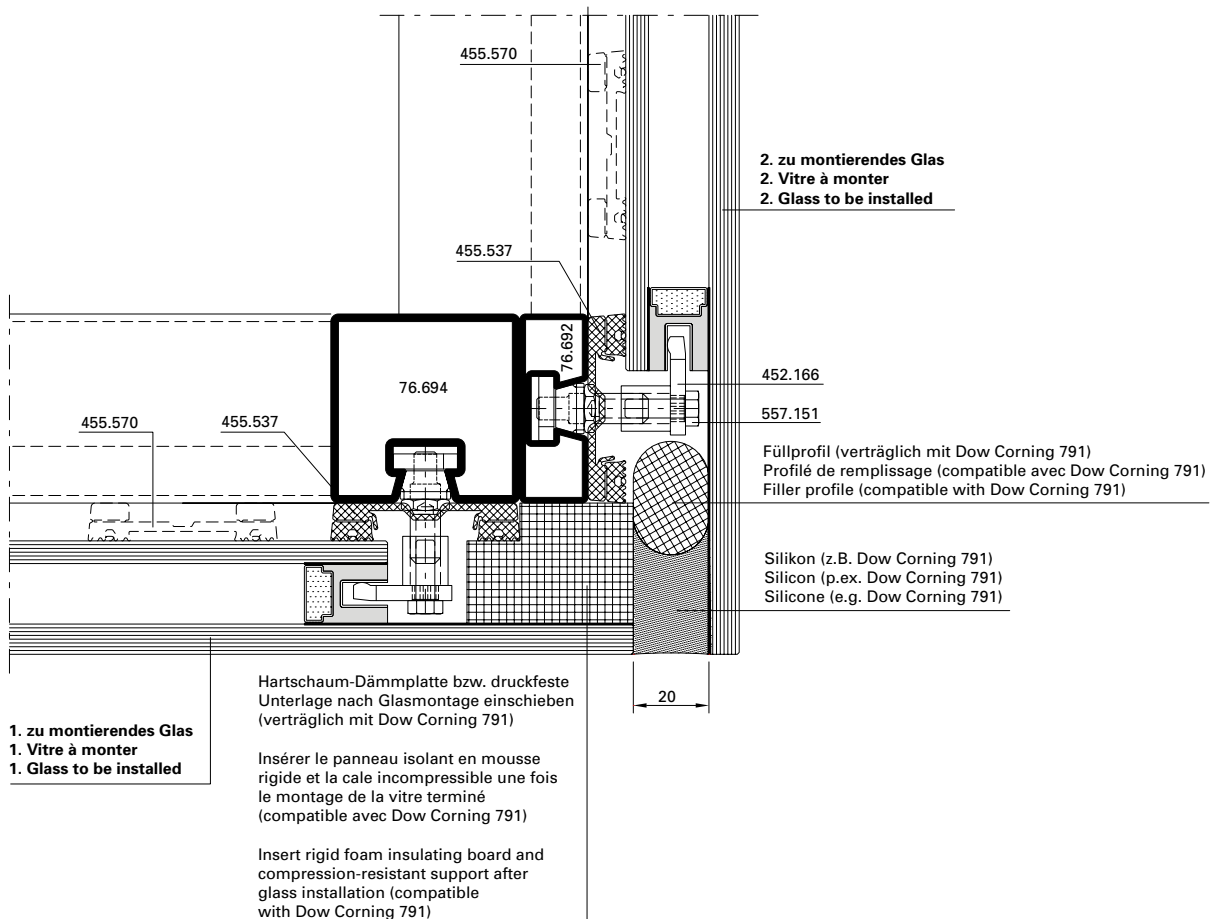 455.570
2. zu montierendes Glas
2. Vitre à monter
2. Glass to be installed
455.537
76.692
76.694
452.166
455.570
455.537
557.151
Füllprofil (verträglich mit Dow Corning 791)
Profilé de remplissage (compatible avec Dow Corning 791)
Filler profile (compatible with Dow Corning 791)
Silikon (z.B. Dow Corning 791)
Silicon (p.ex. Dow Corning 791)
Silicone (e.g. Dow Corning 791)
20
Hartschaum-Dämmplatte bzw. druckfeste
Unterlage nach Glasmontage einschieben
(verträglich mit Dow Corning 791)
1. zu montierendes Glas
1. Vitre à monter
1. Glass to be installed
Insérer le panneau isolant en mousse
rigide et la cale incompressible une fois
le montage de la vitre terminé
(compatible avec Dow Corning 791)
Insert rigid foam insulating board and
compression-resistant support after
glass installation (compatible
with Dow Corning 791)